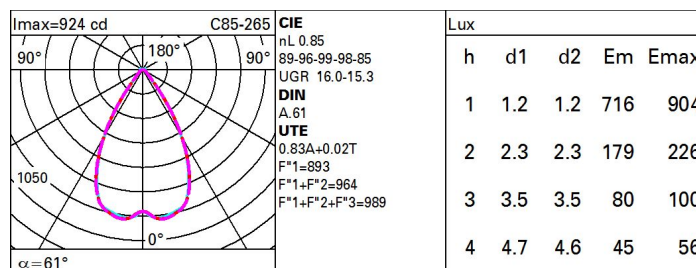 Imax=924 cd C85-265
90° 180° 90°
1050
0°
α=61°
CIE
nL 0.85
89-96-99-98-85
UGR 16.0-15.3
DIN
A.61
UTE
0.83A+0.02T
F"1=893
F"1+F"2=964
F"1+F"2+F"3=989
Lux
h d1 d2 Em Emax
1 1.2 1.2 716 904
2 2.3 2.3 179 226
3 3.5 3.5 80 100
4 4.7 4.6 45 56